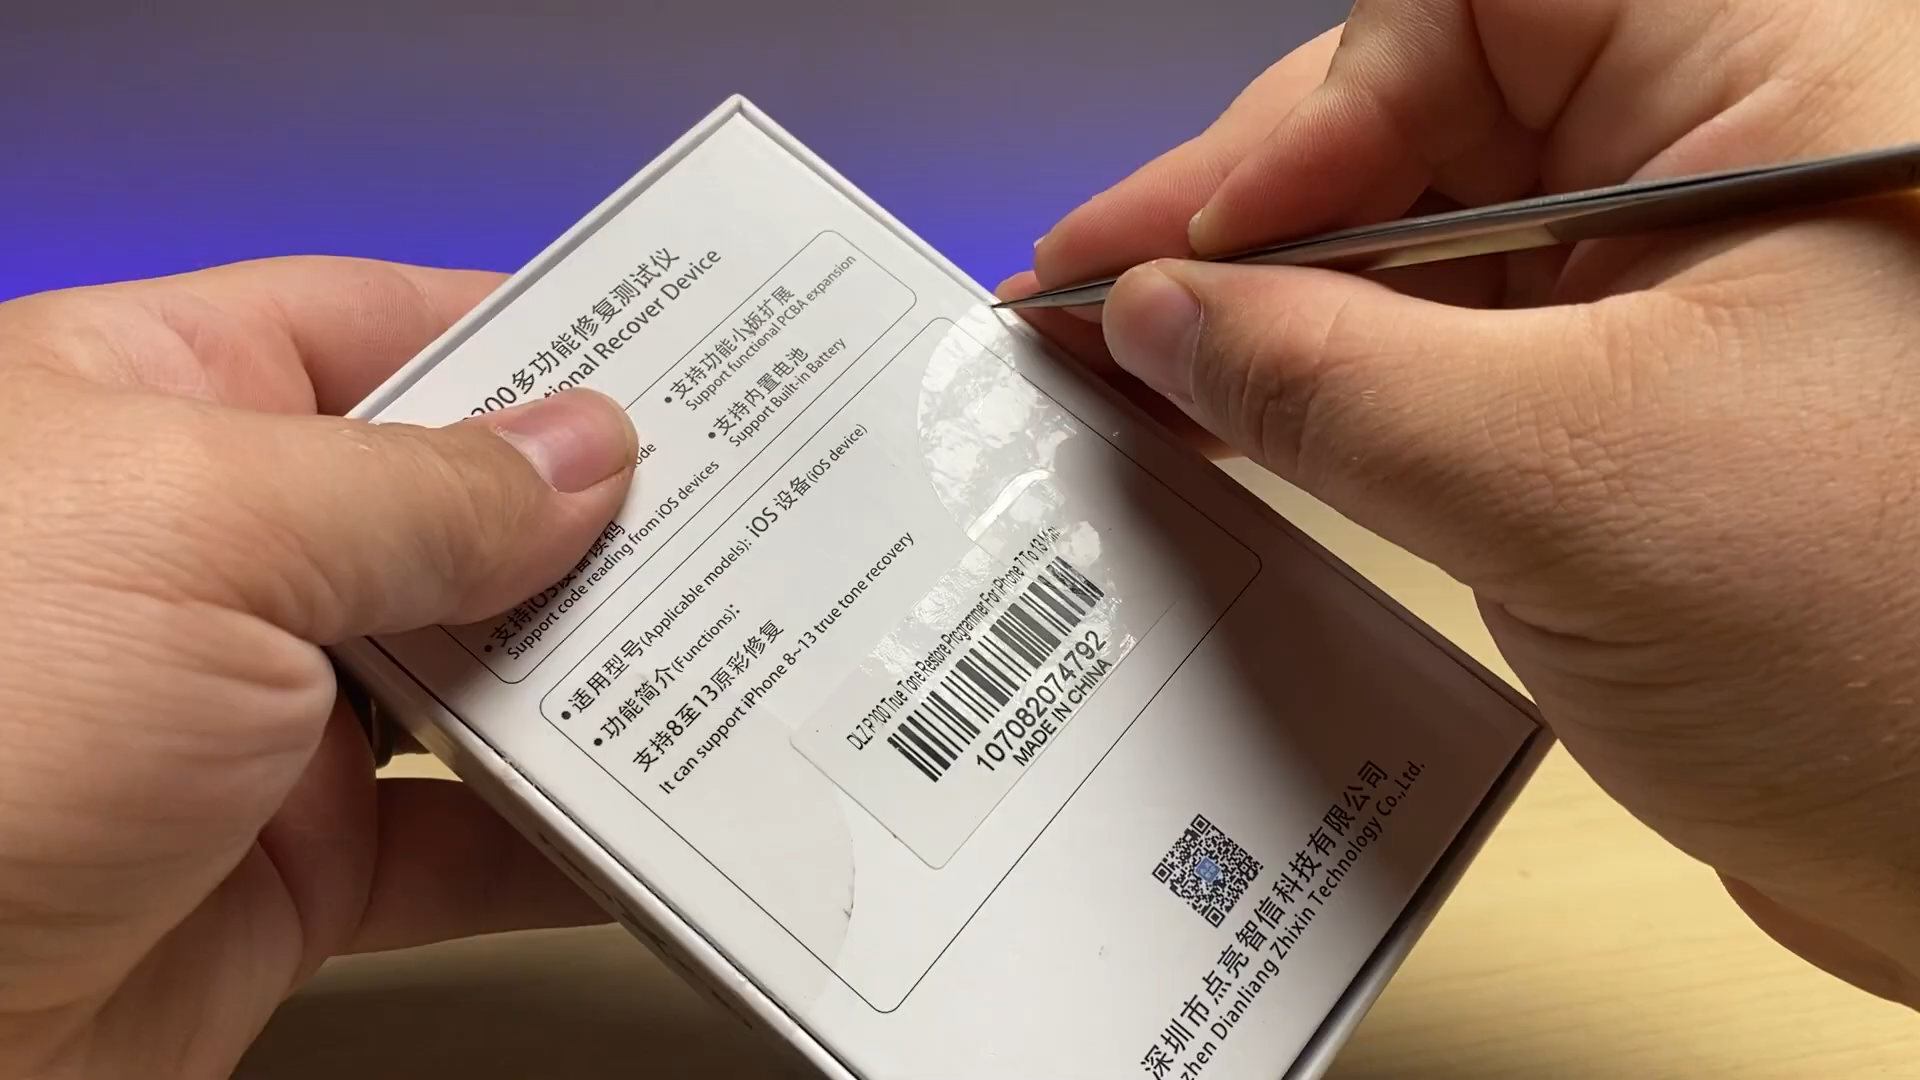 200多功能修复测试仪
tional Recover Device
支持功能小板扩展
Support functional PCBA expansion
支持内置电池
Support Built-in Battery
ode
• 支持iOS设备读码
Support code reading from iOS devices
• 适用型号(Applicable models): iOS 设备(iOS device)
• 功能简介(Functions):
支持8至13原彩修复
It can support iPhone 8~13 true tone recovery
DLZ-P100 True Tone Restore Programmer For iPhone 7 To 13 Max
107082074792
MADE IN CHINA
深圳市点亮智信科技有限公司
zhen Dianliang Zhixin Technology Co.,Ltd.